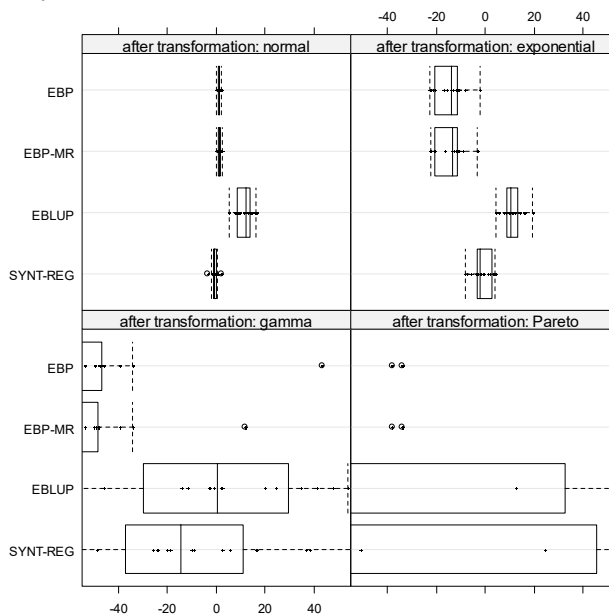 -40 -20 0 20 40
after transformation: normal after transformation: exponential
EBP
EBP-MR
EBLUP
SYNT-REG
after transformation: gamma after transformation: Pareto
EBP
EBP-MR
EBLUP
SYNT-REG
-40 -20 0 20 40